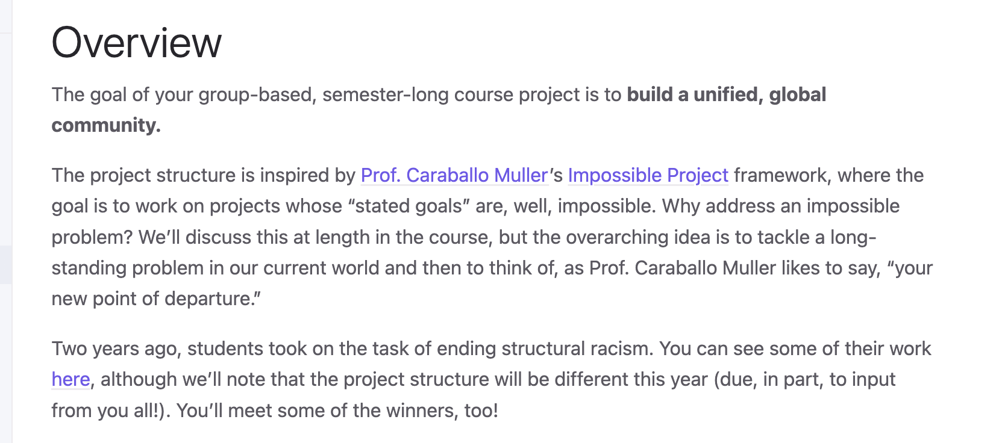 Overview
The goal of your group-based, semester-long course project is to build a unified, global
community.
The project structure is inspired by Prof. Caraballo Muller’s Impossible Project framework, where the
goal is to work on projects whose “stated goals” are, well, impossible. Why address an impossible
problem? We’ll discuss this at length in the course, but the overarching idea is to tackle a long-
standing problem in our current world and then to think of, as Prof. Caraballo Muller likes to say, “your
new point of departure.”
Two years ago, students took on the task of ending structural racism. You can see some of their work
here, although we’ll note that the project structure will be different this year (due, in part, to input
from you all!). You’ll meet some of the winners, too!